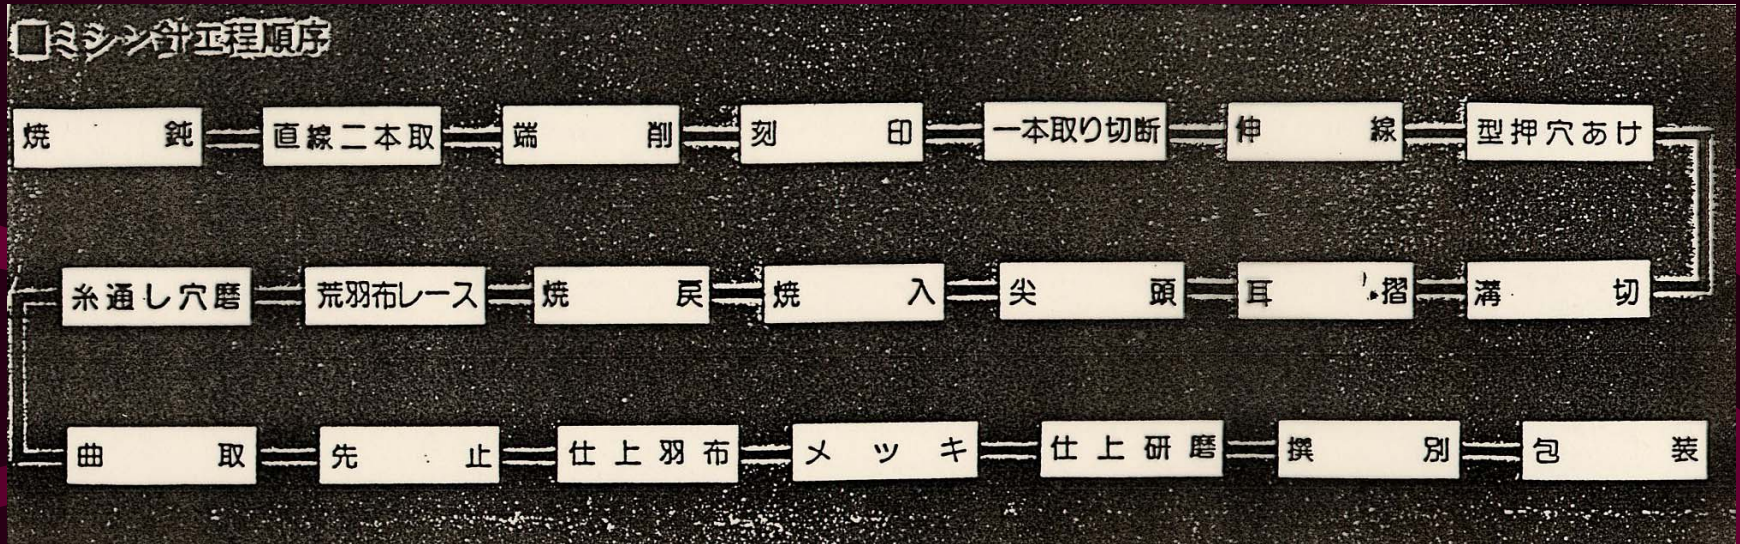 ■ミシン針工程順序
焼鈍 直線二本取 端削 刻印 一本取り切断 伸線 型押穴あけ
糸通し穴磨 荒羽布レース 焼戻 焼入 尖頭 耳摺 溝切
曲取 先止 仕上羽布 メツキ 仕上研磨 撰別 包装